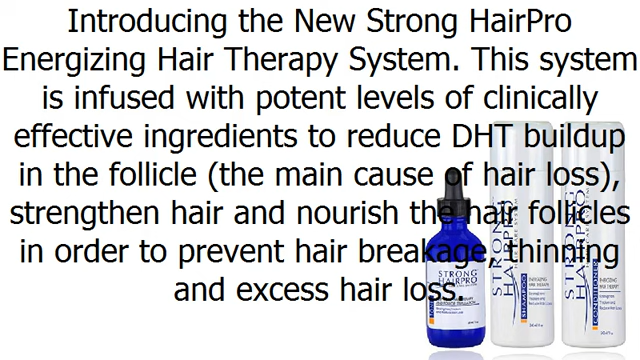 Introducing the New Strong HairPro
Energizing Hair Therapy System. This system
is infused with potent levels of clinically
effective ingredients to reduce DHT buildup
in the follicle (the main cause of hair loss),
strengthen hair and nourish the hair follicles
in order to prevent hair breakage, thinning
and excess hair loss.
STRONG
HAIRPRO
STRONG
HAIRPRO
SHAMPOO
STRONG
HAIRPRO
CONDITIONER